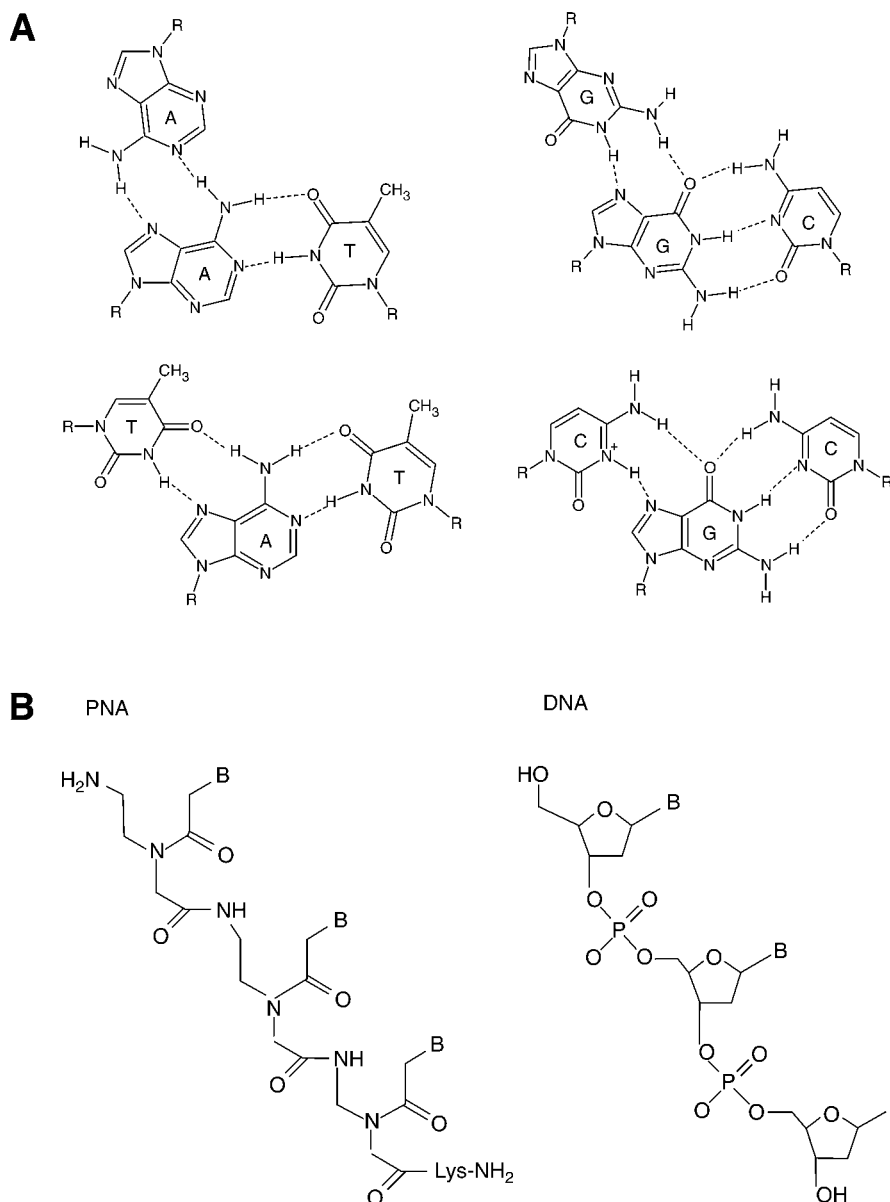 A
R
N
N N
A
H
N N
H H
N H O CH3
N
A N H N T
N N N
R O R
R
N
N
G
N H
N
O N
H H
H
H N
O
N
N H N C
G
N N
R N R
O
N H
H
CH3
T O
R N H H O CH3
O N N
H
H N T
N N
A N
N N O R
R
H
N H
C H N
N+ H
R N H O N C
O N N R
N H
G O
N N H
R N
H
B
PNA
H2N B
N O
O NH
B
N O
O NH B
N O
O Lys-NH2
DNA
HO
O B
O O
P
O O O B
O O
P
O O O
OH